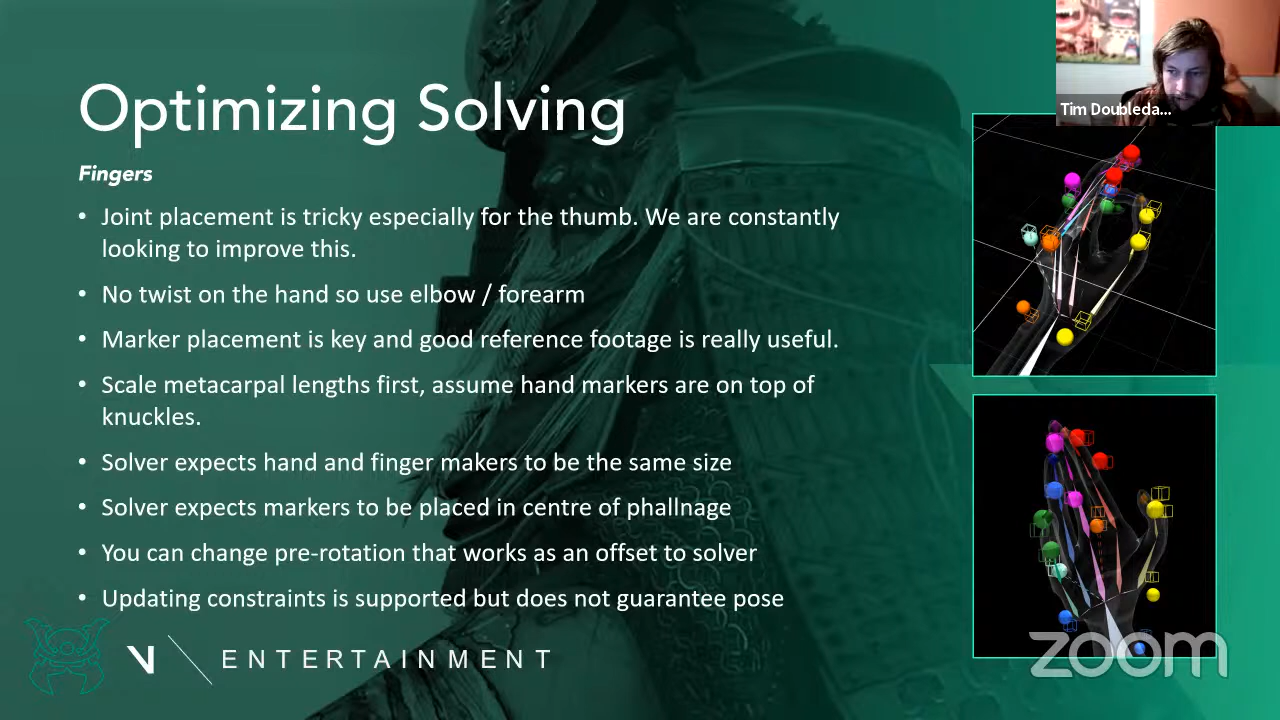 Optimizing Solving
Tim Doubleda...
Fingers
• Joint placement is tricky especially for the thumb. We are constantly
looking to improve this.
• No twist on the hand so use elbow / forearm
• Marker placement is key and good reference footage is really useful.
• Scale metacarpal lengths first, assume hand markers are on top of
knuckles.
• Solver expects hand and finger makers to be the same size
• Solver expects markers to be placed in centre of phallnage
• You can change pre-rotation that works as an offset to solver
• Updating constraints is supported but does not guarantee pose
V ENTERTAINMENT
zoom